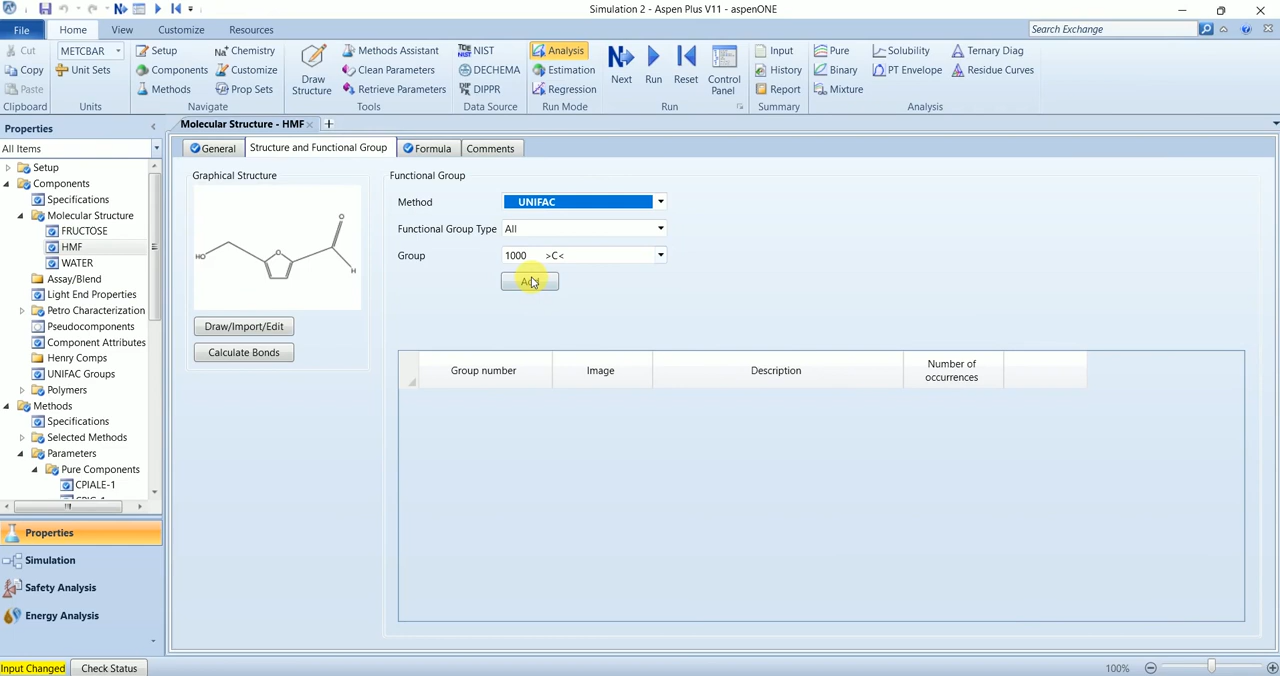 Simulation 2 - Aspen Plus V11 - aspenONE
File Home View Customize Resources
Search Exchange
Cut METCBAR Setup Chemistry Methods Assistant NIST Analysis Input Pure Solubility Ternary Diag
Copy Unit Sets Components Customize Draw Structure Clean Parameters DECHEMA Estimation Next Run Reset Control Panel History Binary PT Envelope Residue Curves
Paste Methods Prop Sets Retrieve Parameters DIPPR Regression Report Mixture
Clipboard Units Navigate Tools Data Source Run Mode Run Summary Analysis
Properties
All Items
Setup
Components
Specifications
Molecular Structure
FRUCTOSE
HMF
WATER
Assay/Blend
Light End Properties
Petro Characterization
Pseudocomponents
Component Attributes
Henry Comps
UNIFAC Groups
Polymers
Methods
Specifications
Selected Methods
Parameters
Pure Components
CPIALE-1
Properties
Simulation
Safety Analysis
Energy Analysis
Molecular Structure - HMF
General Structure and Functional Group Formula Comments
Graphical Structure
HO O O H
Draw/Import/Edit
Calculate Bonds
Functional Group
Method UNIFAC
Functional Group Type All
Group 1000 >C<
Add
Group number Image Description Number of occurrences
Input Changed Check Status 100%